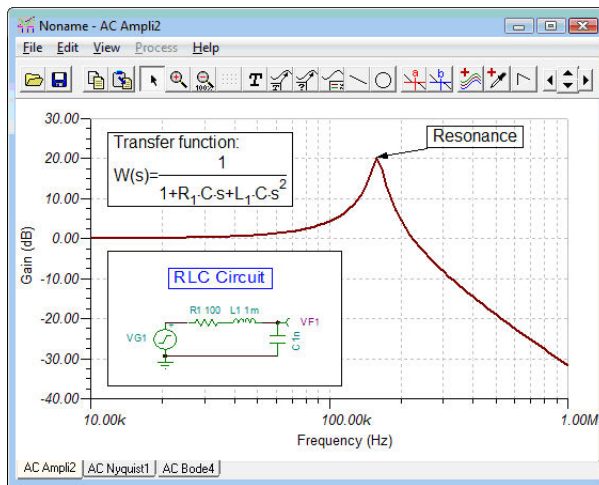 Noname - AC Ampli2
File Edit View Process Help
T
100%
a
b
30.00
20.00
10.00
0.00
-10.00
-20.00
-30.00
-40.00
Gain (dB)
Transfer function:
W(s)=1/1+R₁·C·s+L₁·C·s²
Resonance
RLC Circuit
R1 100 L1 1m
VF1
VG1
+
C 1n
10.00k 100.00k 1.00M
Frequency (Hz)
AC Ampli2 AC Nyquist1 AC Bode4